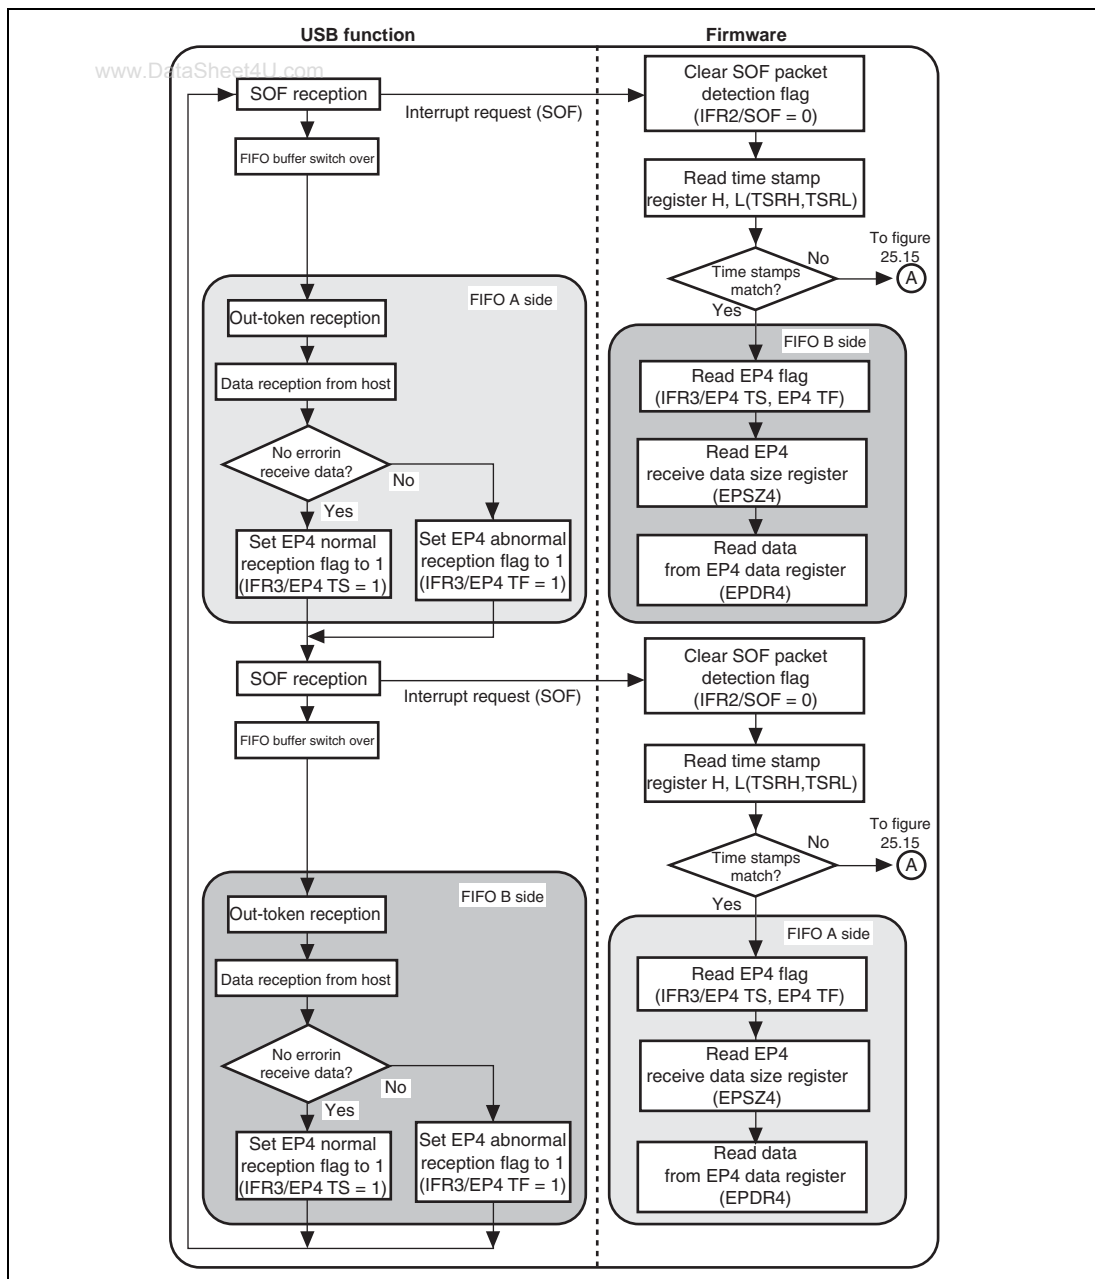 USB function
Firmware
www.DataSheet4U.com
SOF reception
Interrupt request (SOF)
FIFO buffer switch over
Clear SOF packet
detection flag
(IFR2/SOF = 0)
Read time stamp
register H, L(TSRH,TSRL)
To figure
25.15
A
Time stamps
match?
No
Yes
FIFO A side
Out-token reception
Data reception from host
No errorin
receive data?
No
Yes
Set EP4 normal
reception flag to 1
(IFR3/EP4 TS = 1)
Set EP4 abnormal
reception flag to 1
(IFR3/EP4 TF = 1)
FIFO B side
Read EP4 flag
(IFR3/EP4 TS, EP4 TF)
Read EP4
receive data size register
(EPSZ4)
Read data
from EP4 data register
(EPDR4)
SOF reception
Interrupt request (SOF)
FIFO buffer switch over
Clear SOF packet
detection flag
(IFR2/SOF = 0)
Read time stamp
register H, L(TSRH,TSRL)
To figure
25.15
A
Time stamps
match?
No
Yes
FIFO B side
Out-token reception
Data reception from host
No errorin
receive data?
No
Yes
Set EP4 normal
reception flag to 1
(IFR3/EP4 TS = 1)
Set EP4 abnormal
reception flag to 1
(IFR3/EP4 TF = 1)
FIFO A side
Read EP4 flag
(IFR3/EP4 TS, EP4 TF)
Read EP4
receive data size register
(EPSZ4)
Read data
from EP4 data register
(EPDR4)